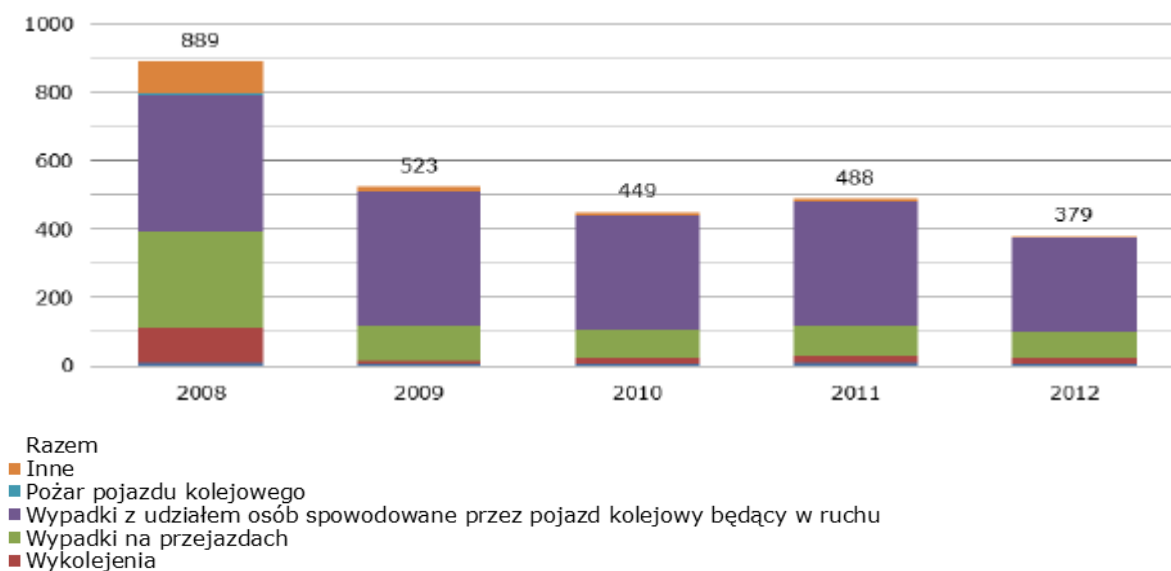 1000
889
800
600
523
449
488
400
379
200
0
2008 2009 2010 2011 2012
Razem
Inne
Pożar pojazdu kolejowego
Wypadki z udziałem osób spowodowane przez pojazd kolejowy będący w ruchu
Wypadki na przejazdach
Wykolejenia